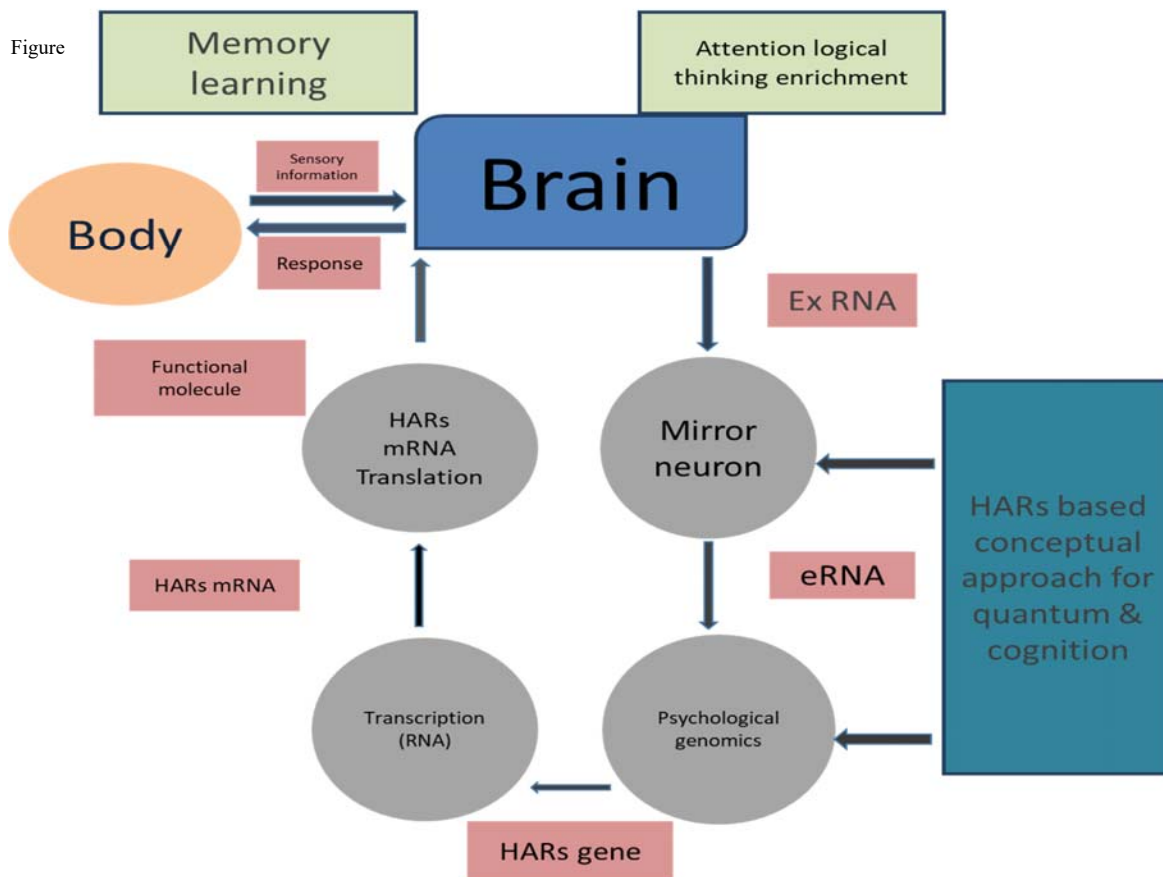 Figure
Memory
learning
Attention logical
thinking enrichment
Sensory
information
Brain
Body
Response
Ex RNA
Functional
molecule
HARs
mRNA
Translation
Mirror
neuron
HARs based
conceptual
approach for
quantum &
cognition
HARs mRNA
eRNA
Transcription
(RNA)
Psychological
genomics
HARs gene